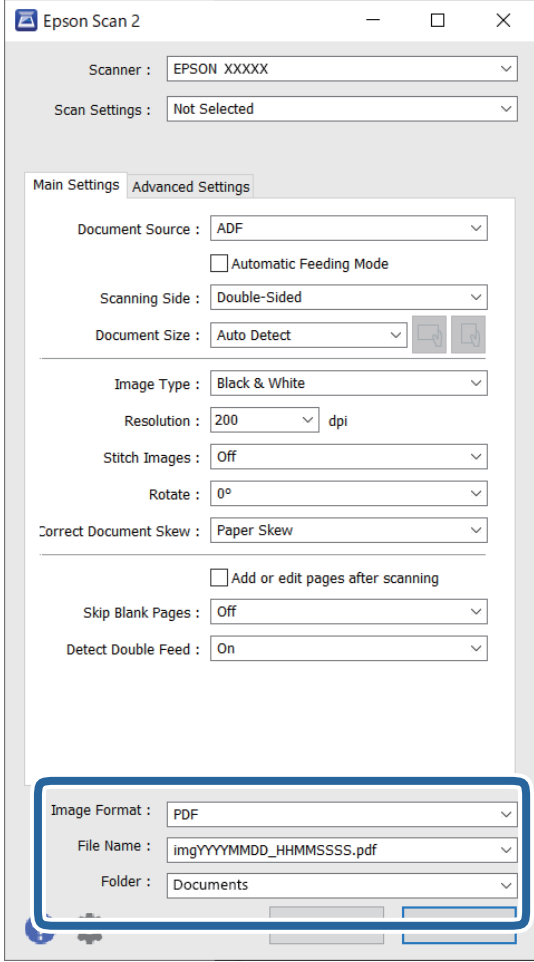 Epson Scan 2
Scanner : EPSON XXXXX
Scan Settings : Not Selected
Main Settings Advanced Settings
Document Source : ADF
Automatic Feeding Mode
Scanning Side : Double-Sided
Document Size : Auto Detect
Image Type : Black & White
Resolution : 200 dpi
Stitch Images : Off
Rotate : 0°
Correct Document Skew : Paper Skew
Add or edit pages after scanning
Skip Blank Pages : Off
Detect Double Feed : On
Image Format : PDF
File Name : imgYYYYMMDD_HHMMSSSS.pdf
Folder : Documents